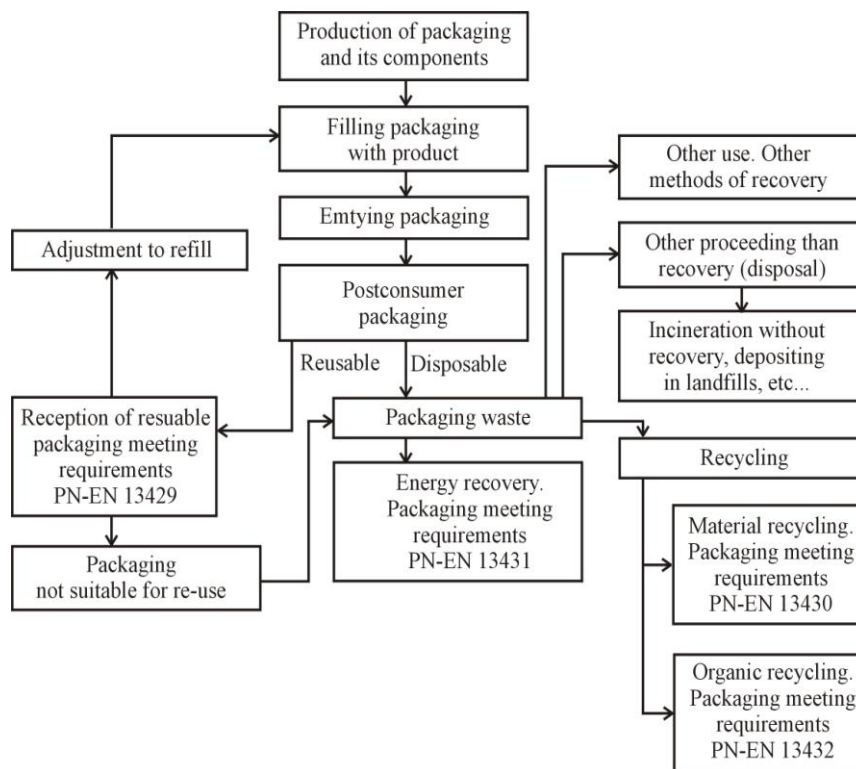 Production of packaging
and its components
Filling packaging
with product
Other use. Other
methods of recovery
Emtying packaging
Adjustment to refill
Other proceeding than
recovery (disposal)
Postconsumer
packaging
Incineration without
recovery, depositing
in landfills, etc...
Reusable
Disposable
Reception of resuable
packaging meeting
requirements
PN-EN 13429
Packaging waste
Recycling
Energy recovery.
Packaging meeting
requirements
PN-EN 13431
Material recycling.
Packaging meeting
requirements
PN-EN 13430
Packaging
not suitable for re-use
Organic recycling.
Packaging meeting
requirements
PN-EN 13432